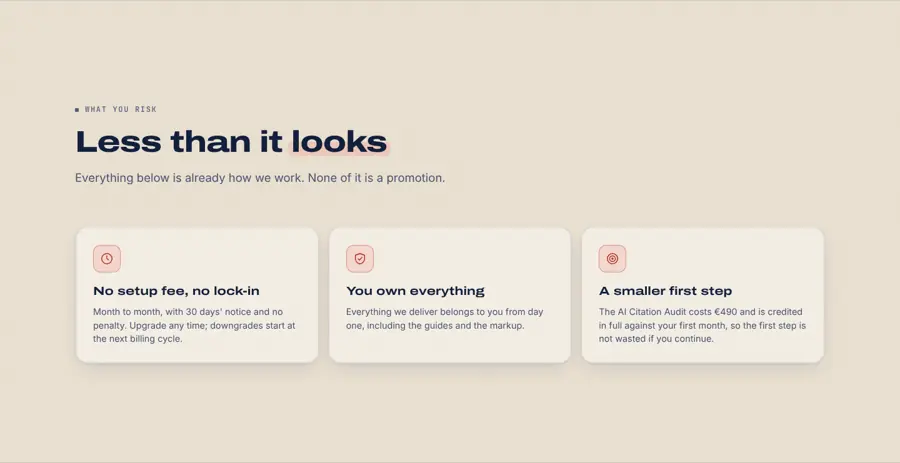 WHAT YOU RISK
Less than it looks
Everything below is already how we work. None of it is a promotion.
No setup fee, no lock-in
Month to month, with 30 days' notice and no
penalty. Upgrade any time; downgrades start at
the next billing cycle.
You own everything
Everything we deliver belongs to you from day
one, including the guides and the markup.
A smaller first step
The AI Citation Audit costs €490 and is credited
in full against your first month, so the first step is
not wasted if you continue.